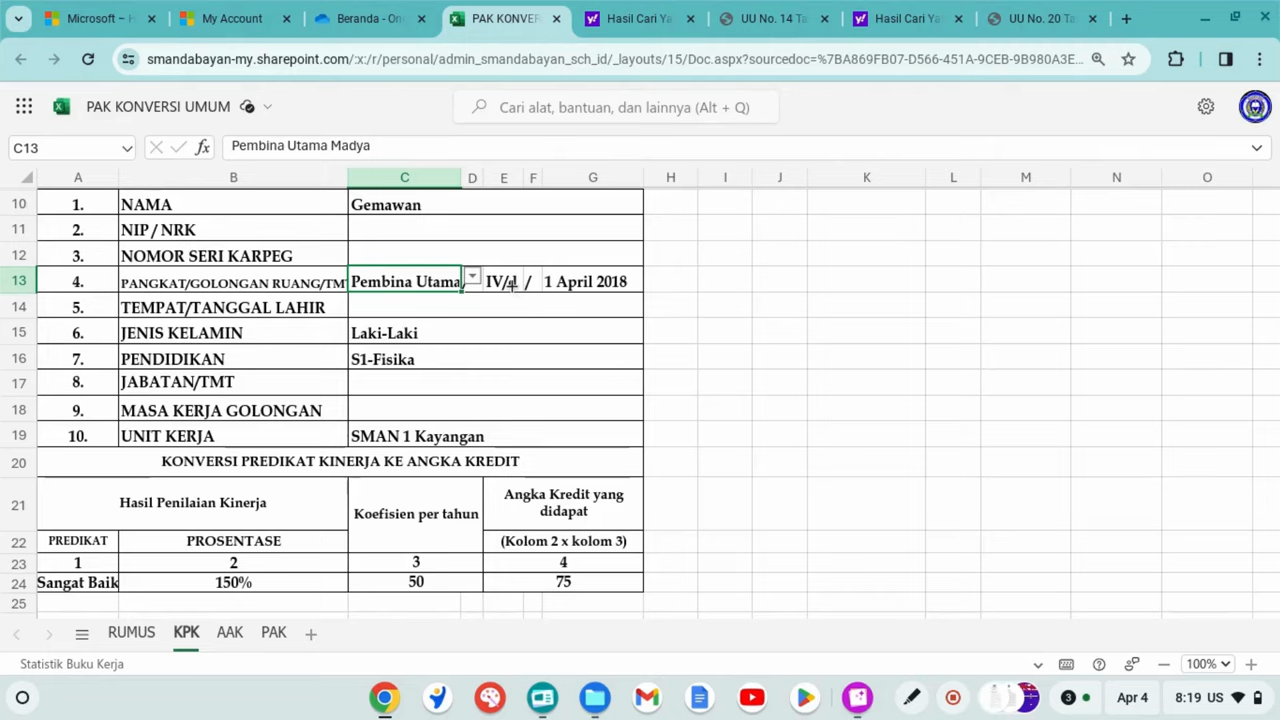 Microsoft –
My Account
Beranda - On
PAK KONVER
Hasil Cari Ya
UU No. 14 Ta
Hasil Cari Ya
UU No. 20 Ta
smandabayan-my.sharepoint.com/:x:/r/personal/admin_smandabayan_sch_id/_layouts/15/Doc.aspx?sourcedoc=%7BA869FB07-D566-451A-9CEB-9B980A3E...
PAK KONVERSI UMUM
Cari alat, bantuan, dan lainnya (Alt + Q)
C13
fx
Pembina Utama Madya
A B C D E F G H I J K L M N O
10 1. NAMA Gemawan
11 2. NIP / NRK
12 3. NOMOR SERI KARPEG
13 4. PANGKAT/GOLONGAN RUANG/TMT Pembina Utama IV/d / 1 April 2018
14 5. TEMPAT/TANGGAL LAHIR
15 6. JENIS KELAMIN Laki-Laki
16 7. PENDIDIKAN S1-Fisika
17 8. JABATAN/TMT
18 9. MASA KERJA GOLONGAN
19 10. UNIT KERJA SMAN 1 Kayangan
20 KONVERSI PREDIKAT KINERJA KE ANGKA KREDIT
21 Hasil Penilaian Kinerja Koefisien per tahun Angka Kredit yang
didapat
22 PREDIKAT PROSENTASE (Kolom 2 x kolom 3)
23 1 2 3 4
24 Sangat Baik 150% 50 75
25
RUMUS KPK AAK PAK
Statistik Buku Kerja
100%
3
Apr 4
8:19 US